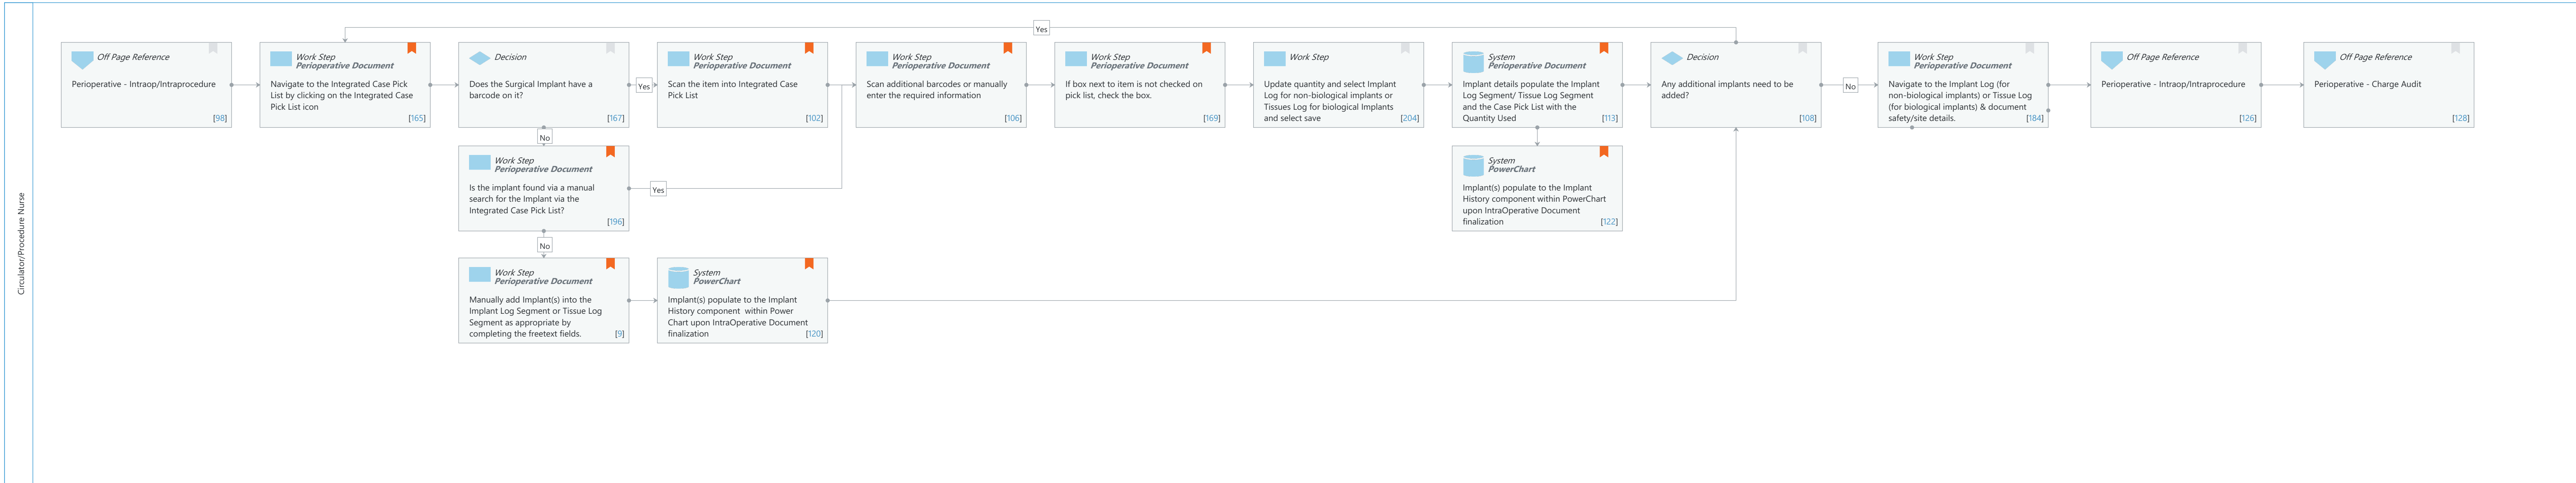 Yes
Off Page Reference
Perioperative - Intraop/Intraprocedure
[98]
Work Step
Perioperative Document
Navigate to the Integrated Case Pick
List by clicking on the Integrated Case
Pick List icon
[165]
Decision
Does the Surgical Implant have a
barcode on it?
[167]
Yes
Work Step
Perioperative Document
Scan the item into Integrated Case
Pick List
[102]
Work Step
Perioperative Document
Scan additional barcodes or manually
enter the required information
[106]
Work Step
Perioperative Document
If box next to item is not checked on
pick list, check the box.
[169]
Work Step
Update quantity and select Implant
Log for non-biological implants or
Tissues Log for biological Implants
and select save
[204]
System
Perioperative Document
Implant details populate the Implant
Log Segment/ Tissue Log Segment
and the Case Pick List with the
Quantity Used
[113]
Decision
Any additional implants need to be
added?
[108]
No
Work Step
Perioperative Document
Navigate to the Implant Log (for
non-biological implants) or Tissue Log
(for biological implants) & document
safety/site details.
[184]
Off Page Reference
Perioperative - Intraop/Intraprocedure
[126]
Off Page Reference
Perioperative - Charge Audit
[128]
No
Work Step
Perioperative Document
Is the implant found via a manual
search for the Implant via the
Integrated Case Pick List?
[196]
Yes
System
PowerChart
Implant(s) populate to the Implant
History component within PowerChart
upon IntraOperative Document
finalization
[122]
No
Work Step
Perioperative Document
Manually add Implant(s) into the
Implant Log Segment or Tissue Log
Segment as appropriate by
completing the freetext fields.
[9]
System
PowerChart
Implant(s) populate to the Implant
History component within Power
Chart upon IntraOperative Document
finalization
[120]
Circulator/Procedure Nurse